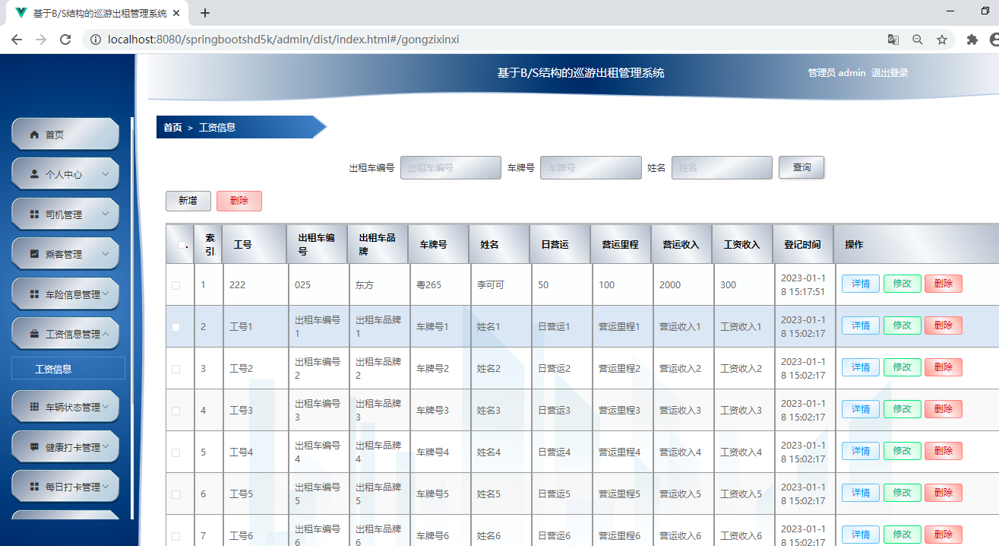 基于B/S结构的巡游出租管理系统
localhost:8080/springbootshd5k/admin/dist/index.html#/gongzixinxi
基于B/S结构的巡游出租管理系统
管理员 admin 退出登录
首页
个人中心
司机管理
乘客管理
车险信息管理
工资信息管理
工资信息
车辆状态管理
健康打卡管理
每日打卡管理
首页 > 工资信息
出租车编号 出租车编号 车牌号 车牌号 姓名 姓名 查询
新增 删除
索引 工号 出租车编号 出租车品牌 车牌号 姓名 日营运 营运里程 营运收入 工资收入 登记时间 操作
1 222 025 东方 粤265 李可可 50 100 2000 300 2023-01-18 15:17:51 详情 修改 删除
2 工号1 出租车编号1 出租车品牌1 车牌号1 姓名1 日营运1 营运里程1 营运收入1 工资收入1 2023-01-18 15:02:17 详情 修改 删除
3 工号2 出租车编号2 出租车品牌2 车牌号2 姓名2 日营运2 营运里程2 营运收入2 工资收入2 2023-01-18 15:02:17 详情 修改 删除
4 工号3 出租车编号3 出租车品牌3 车牌号3 姓名3 日营运3 营运里程3 营运收入3 工资收入3 2023-01-18 15:02:17 详情 修改 删除
5 工号4 出租车编号4 出租车品牌4 车牌号4 姓名4 日营运4 营运里程4 营运收入4 工资收入4 2023-01-18 15:02:17 详情 修改 删除
6 工号5 出租车编号5 出租车品牌5 车牌号5 姓名5 日营运5 营运里程5 营运收入5 工资收入5 2023-01-18 15:02:17 详情 修改 删除
7 工号6 出租车编号6 出租车品牌6 车牌号6 姓名6 日营运6 营运里程6 营运收入6 工资收入6 2023-01-18 15:02:17 详情 修改 删除